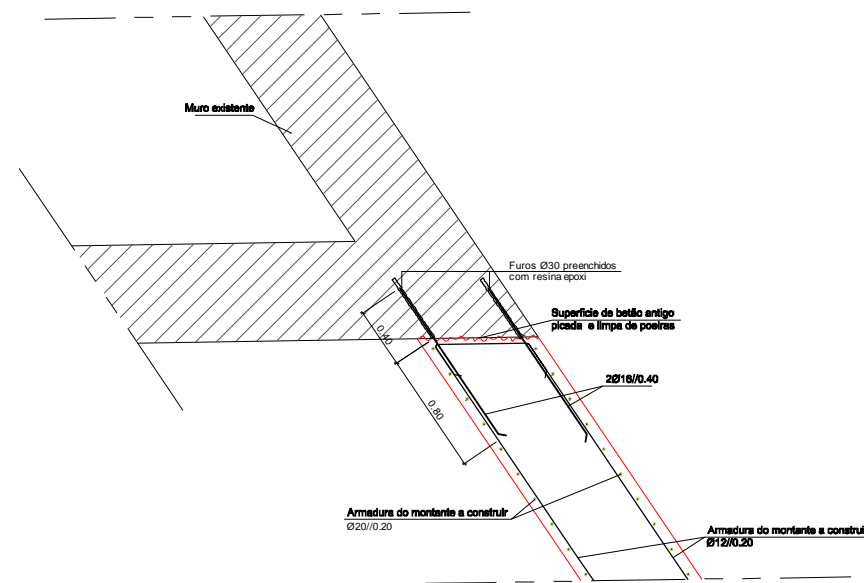 Muro existente
Furos Ø30 preenchidos
com resina epoxi
Superfície de betão antigo
picada e limpa de poeiras
0.40
2Ø16//0.40
0.80
Armadura do montante a construir
Ø20//0.20
Armadura do montante a construir
Ø12//0.20